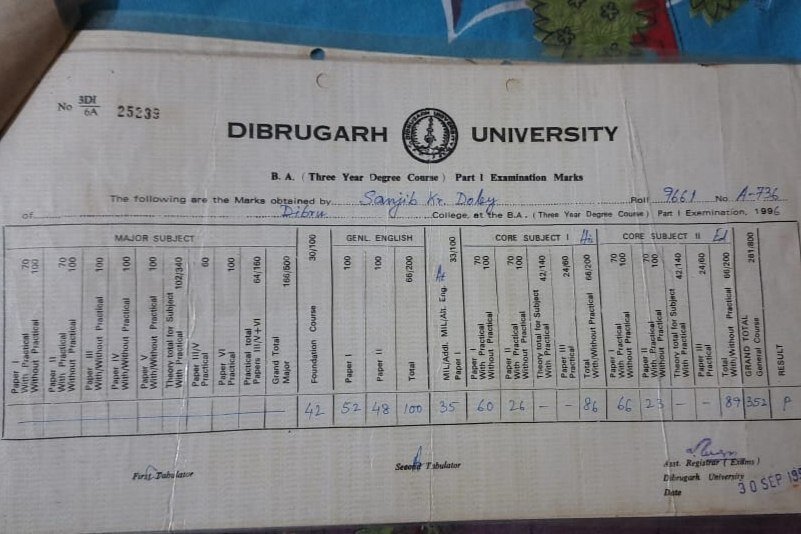 No 3DI/6A 25239
DIBRUGARH UNIVERSITY
B. A. ( Three Year Degree Course ) Part I Examination Marks
The following are the Marks obtained by Sanjib Kr. Doley Roll 9661 No. A-736
of Dibru College, at the B.A. (Three Year Degree Course) Part I Examination, 1996
MAJOR SUBJECT
Paper I With Practical 70 Without Practical 100
Paper II With Practical 70 Without Practical 100
Paper III With/Without Practical 100
Paper IV With/Without Practical 100
Paper V With/Without Practical 100
Theory total for Subject With Practical 102/340
Paper III/V Practical 60
Paper VI Practical 100
Practical total Papers III/V+VI 64/160
Grand Total Major
Foundation Course 30/100
GENL. ENGLISH
Paper I 100
Paper II 100
Total 66/200
MIL/Addl. MIL/Alt. Eng. Paper I 33/100
CORE SUBJECT I
Paper I With Practical 70 Without Practical 100
Paper II With Practical 70 Without Practical 100
Theory total for Subject With Practical 42/140
Paper III Practical 24/60
Total With/Without Practical 66/200
CORE SUBJECT II
Paper I With Practical 70 Without Practical 100
Paper II With Practical 70 Without Practical 100
Theory total for Subject With Practical 42/140
Paper III Practical 24/60
Total With/Without Practical 66/200
GRAND TOTAL General Course
RESULT
42 52 48 100 35 60 26 – – 86 66 23 – – 89 352 P
First Tabulator
Second Tabulator
Asst. Registrar ( Exams )
Dibrugarh University
Date 30 SEP 199